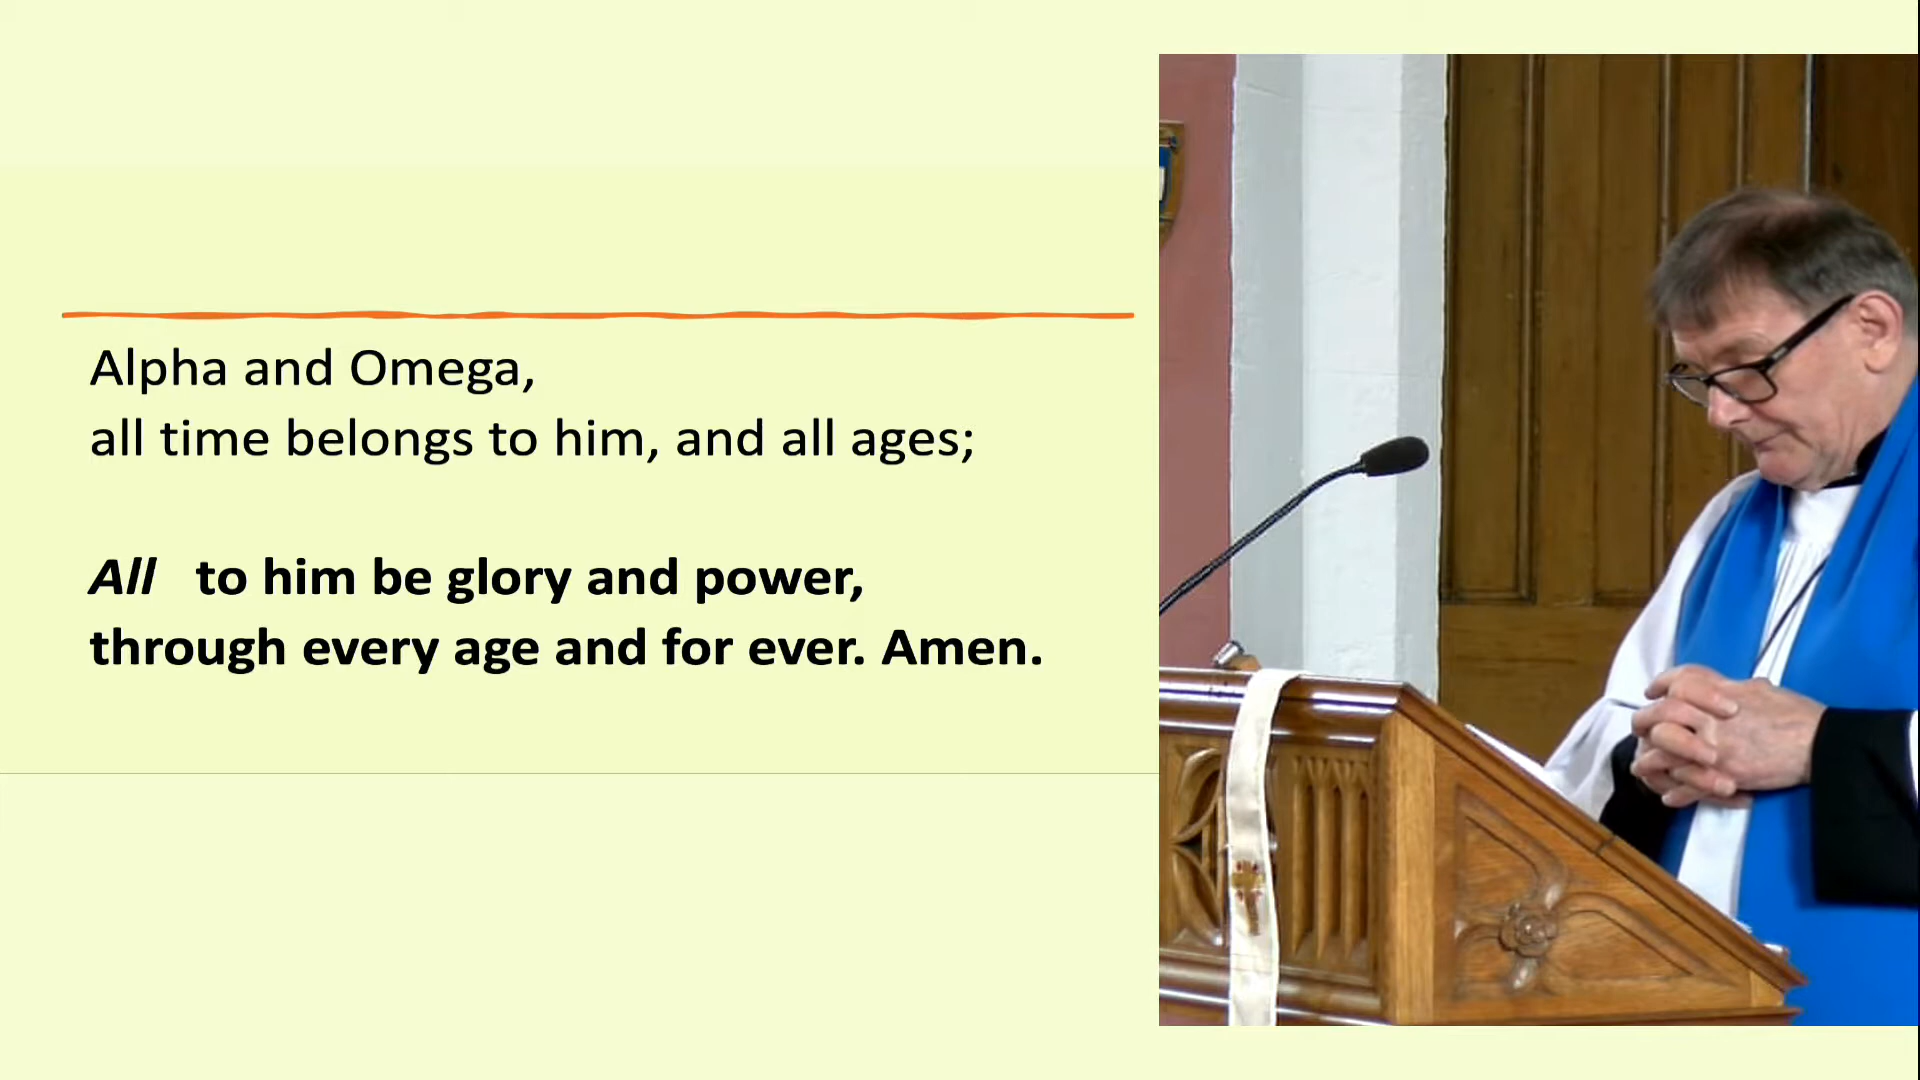 Alpha and Omega,
all time belongs to him, and all ages;
All to him be glory and power,
through every age and for ever. Amen.